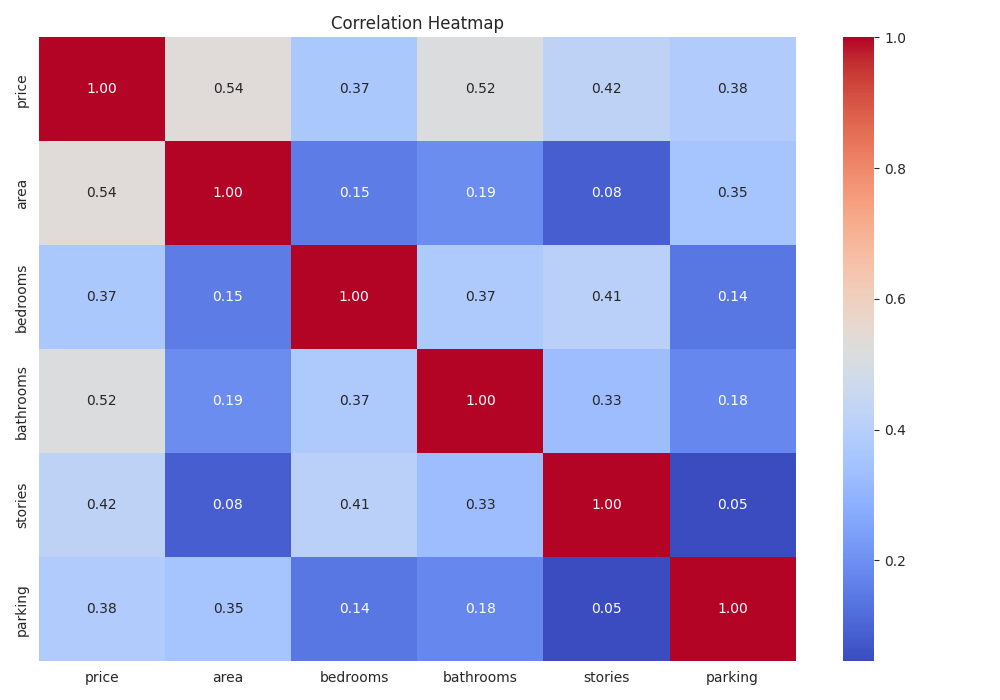 Correlation Heatmap
price 1.00 0.54 0.37 0.52 0.42 0.38
area 0.54 1.00 0.15 0.19 0.08 0.35
bedrooms 0.37 0.15 1.00 0.37 0.41 0.14
bathrooms 0.52 0.19 0.37 1.00 0.33 0.18
stories 0.42 0.08 0.41 0.33 1.00 0.05
parking 0.38 0.35 0.14 0.18 0.05 1.00
price area bedrooms bathrooms stories parking
1.0
0.8
0.6
0.4
0.2